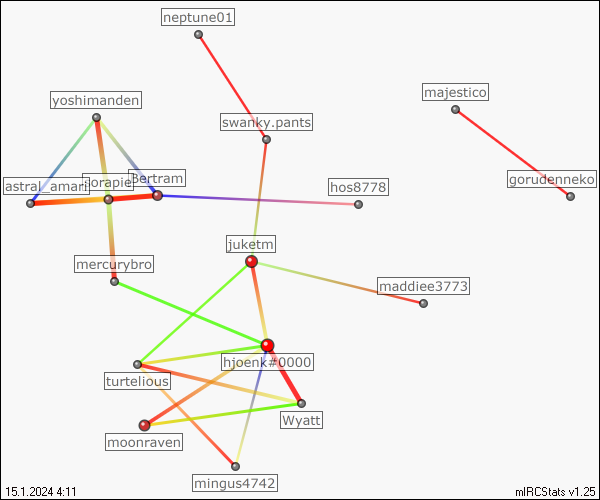 neptune01
majestico
yoshimanden
swanky.pants
gorudenneko
Bertram
astral_amari
hos8778
juketm
mercurybro
maddiee3773
hjoenk#0000
turtelious
Wyatt
moonraven
mingus4742
15.1.2024 4:11
mIRCStats v1.25